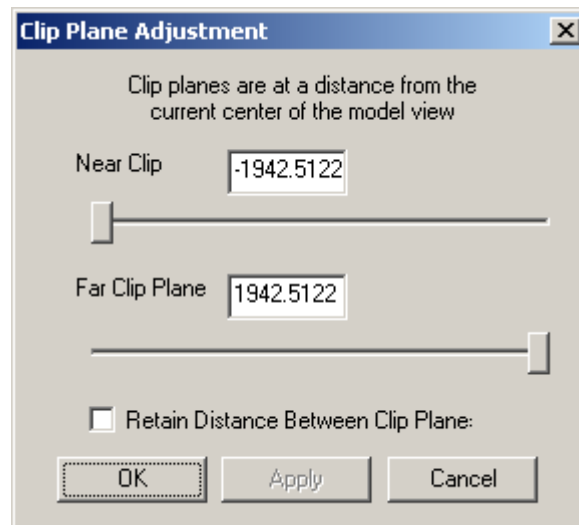 Clip Plane Adjustment
Clip planes are at a distance from the
current center of the model view
Near Clip
-1942.5122
Far Clip Plane
1942.5122
Retain Distance Between Clip Plane:
OK
Apply
Cancel